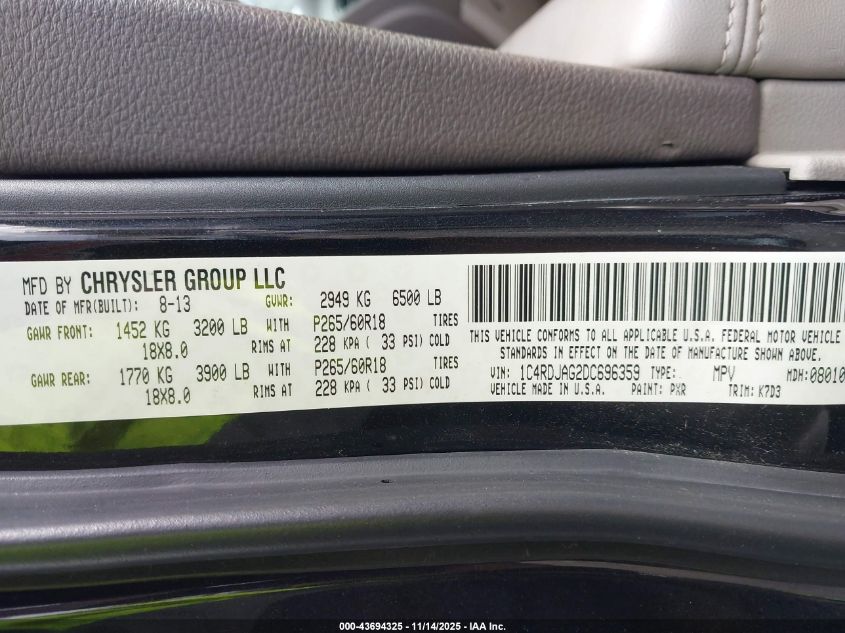 MFD BY CHRYSLER GROUP LLC
DATE OF MFR(BUILT): 8-13 GVWR: 2949 KG 6500 LB
GAWR FRONT: 1452 KG 3200 LB WITH P265/60R18 TIRES
18X8.0 RIMS AT 228 KPA ( 33 PSI) COLD
GAWR REAR: 1770 KG 3900 LB WITH P265/60R18 TIRES
18X8.0 RIMS AT 228 KPA ( 33 PSI) COLD
THIS VEHICLE CONFORMS TO ALL APPLICABLE U.S.A. FEDERAL MOTOR VEHICLE
STANDARDS IN EFFECT ON THE DATE OF MANUFACTURE SHOWN ABOVE.
VIN: 1C4RDJAG2DC696359 TYPE: MPV MDH:08010
VEHICLE MADE IN U.S.A. PAINT: PXR TRIM: K7D3
000-43694325 | 11/14/2025 | IAA Inc.